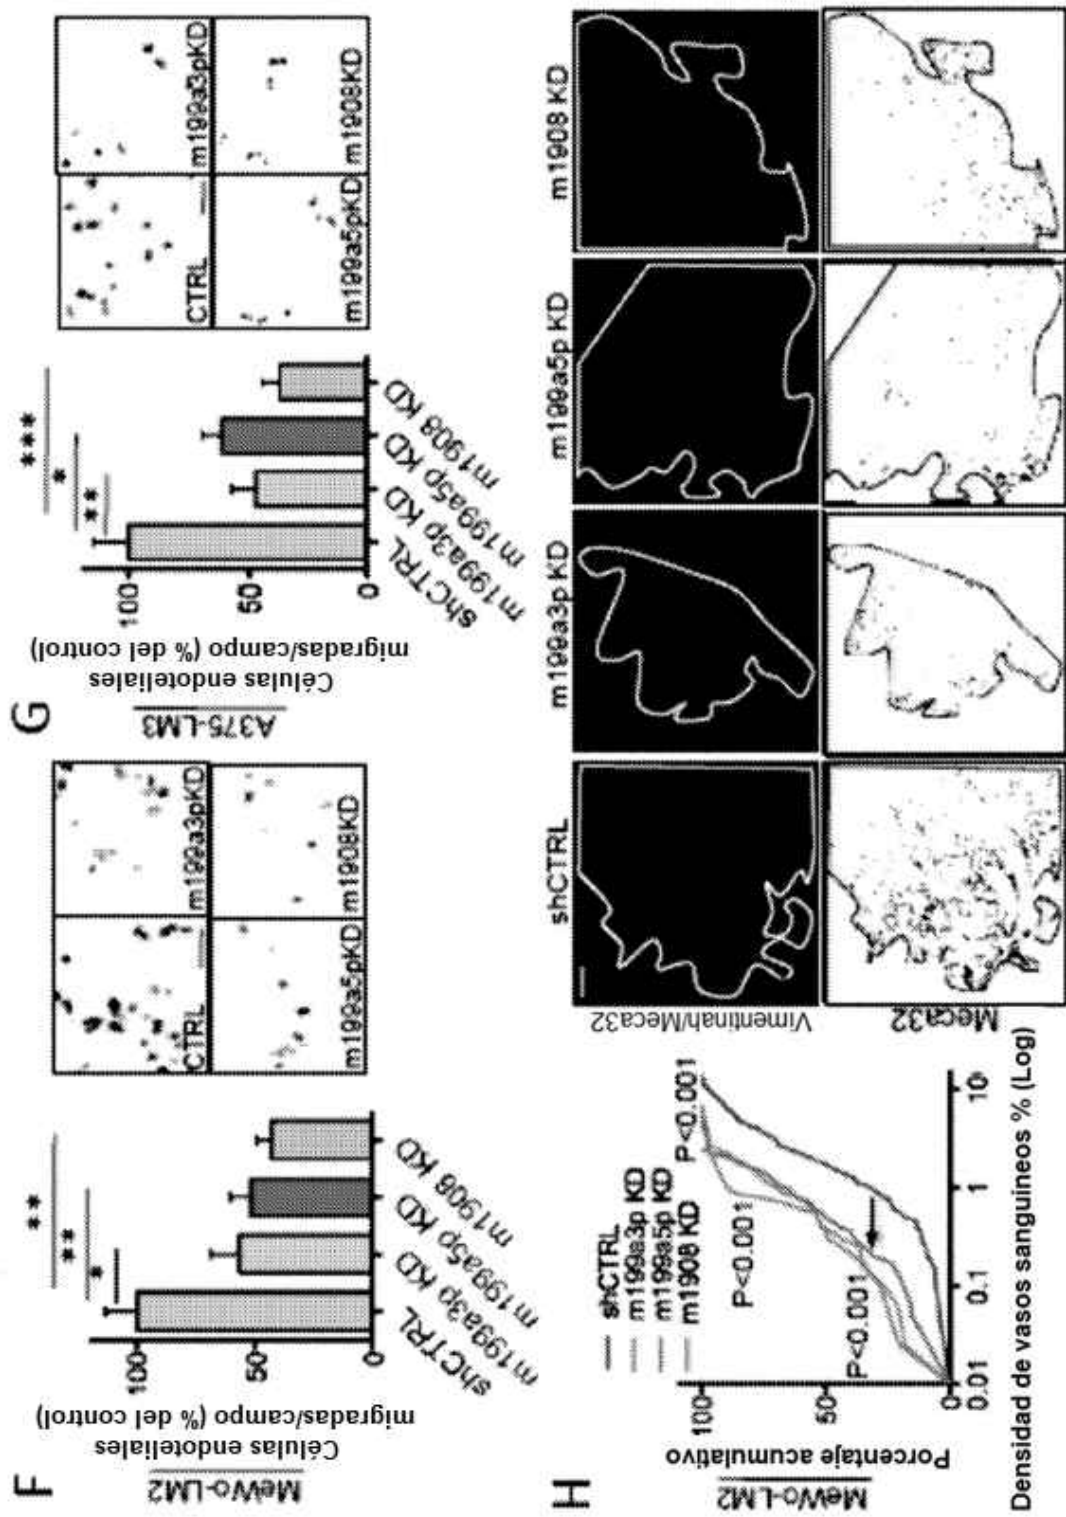 F
MeWo-LM2
Células endoteliales
migradas/campo (% del control)
100
50
0
*
**
**
shCTRL
m199a3p KD
m199a5p KD
m1908 KD
CTRL
m199a3pKD
m199a5pKD
m1908KD
G
A375-LM3
Células endoteliales
migradas/campo (% del control)
100
50
0
**
*
***
shCTRL
m199a3p KD
m199a5p KD
m1908 KD
CTRL
m199a3pKD
m199a5pKD
m1908KD
H
MeWo-LM2
Porcentaje acumulativo
100
50
0.01
0.1
1
10
shCTRL
m199a3p KD
m199a5p KD
m1908 KD
P<0.001
P<0.001
P<0.001
Densidad de vasos sanguineos % (Log)
shCTRL
m199a3p KD
m199a5p KD
m1908 KD
Vimentinah/Meca32
Meca32